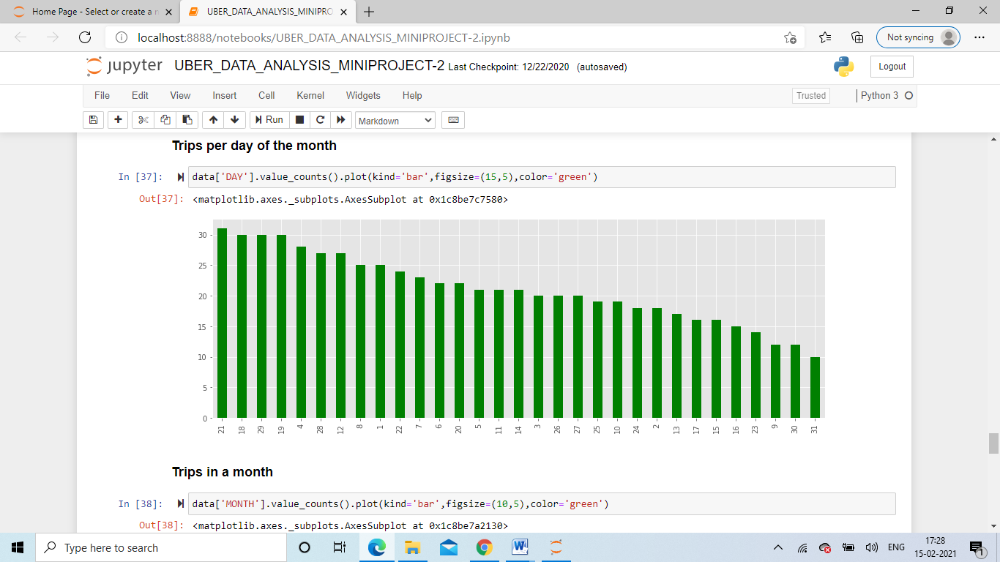 Home Page - Select or create a n
UBER_DATA_ANALYSIS_MINIPRO
localhost:8888/notebooks/UBER_DATA_ANALYSIS_MINIPROJECT-2.ipynb
Not syncing
jupyter UBER_DATA_ANALYSIS_MINIPROJECT-2 Last Checkpoint: 12/22/2020 (autosaved)
Logout
File Edit View Insert Cell Kernel Widgets Help
Trusted
Python 3
Run
Markdown
Trips per day of the month
In [37]: data['DAY'].value_counts().plot(kind='bar',figsize=(15,5),color='green')
Out[37]: <matplotlib.axes._subplots.AxesSubplot at 0x1c8be7c7580>
30
25
20
15
10
5
0
21 18 29 19 4 28 12 8 1 22 7 6 20 5 11 14 3 26 27 25 10 24 2 13 17 15 16 23 9 30 31
Trips in a month
In [38]: data['MONTH'].value_counts().plot(kind='bar',figsize=(10,5),color='green')
Out[38]: <matplotlib.axes._subplots.AxesSubplot at 0x1c8be7a2130>
Type here to search
ENG
17:28
15-02-2021
1